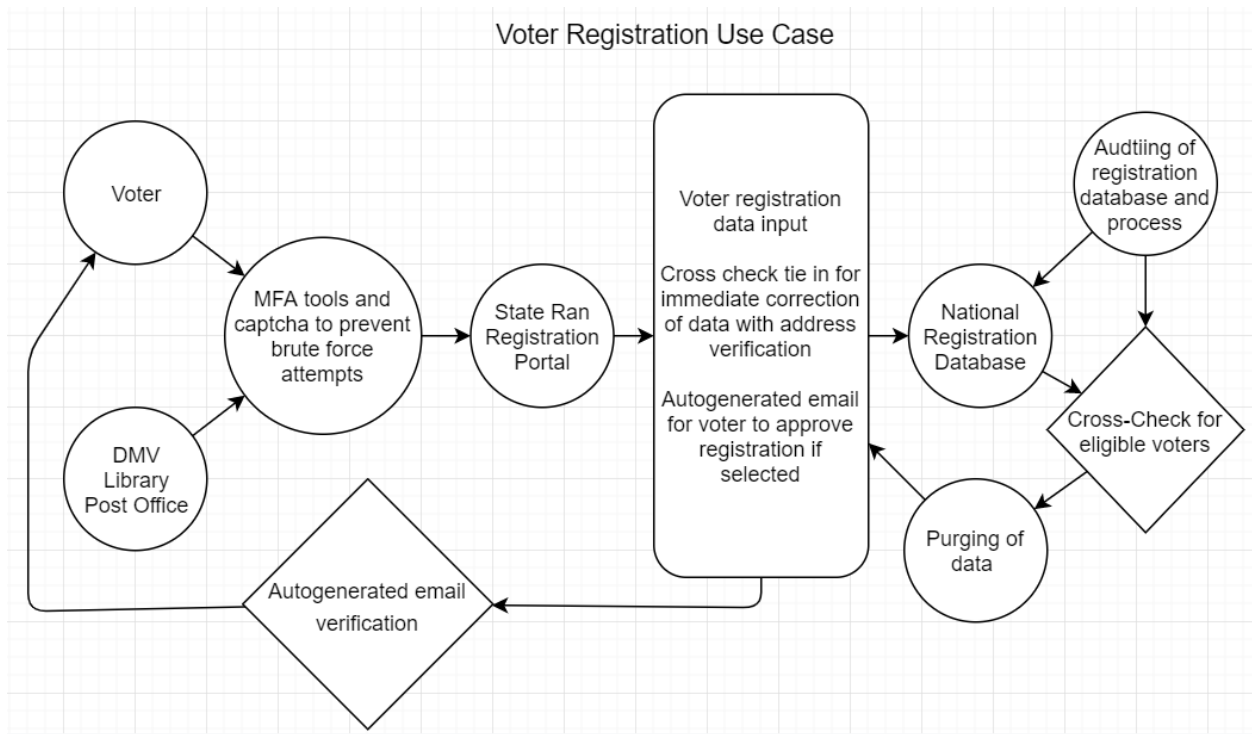 Voter Registration Use Case
Voter
MFA tools and
captcha to prevent
brute force
attempts
DMV
Library
Post Office
State Ran
Registration
Portal
Voter registration
data input
Cross check tie in for
immediate correction
of data with address
verification
Autogenerated email
for voter to approve
registration if
selected
Audtiing of
registration
database and
process
National
Registration
Database
Cross-Check for
eligible voters
Purging of
data
Autogenerated email
verification